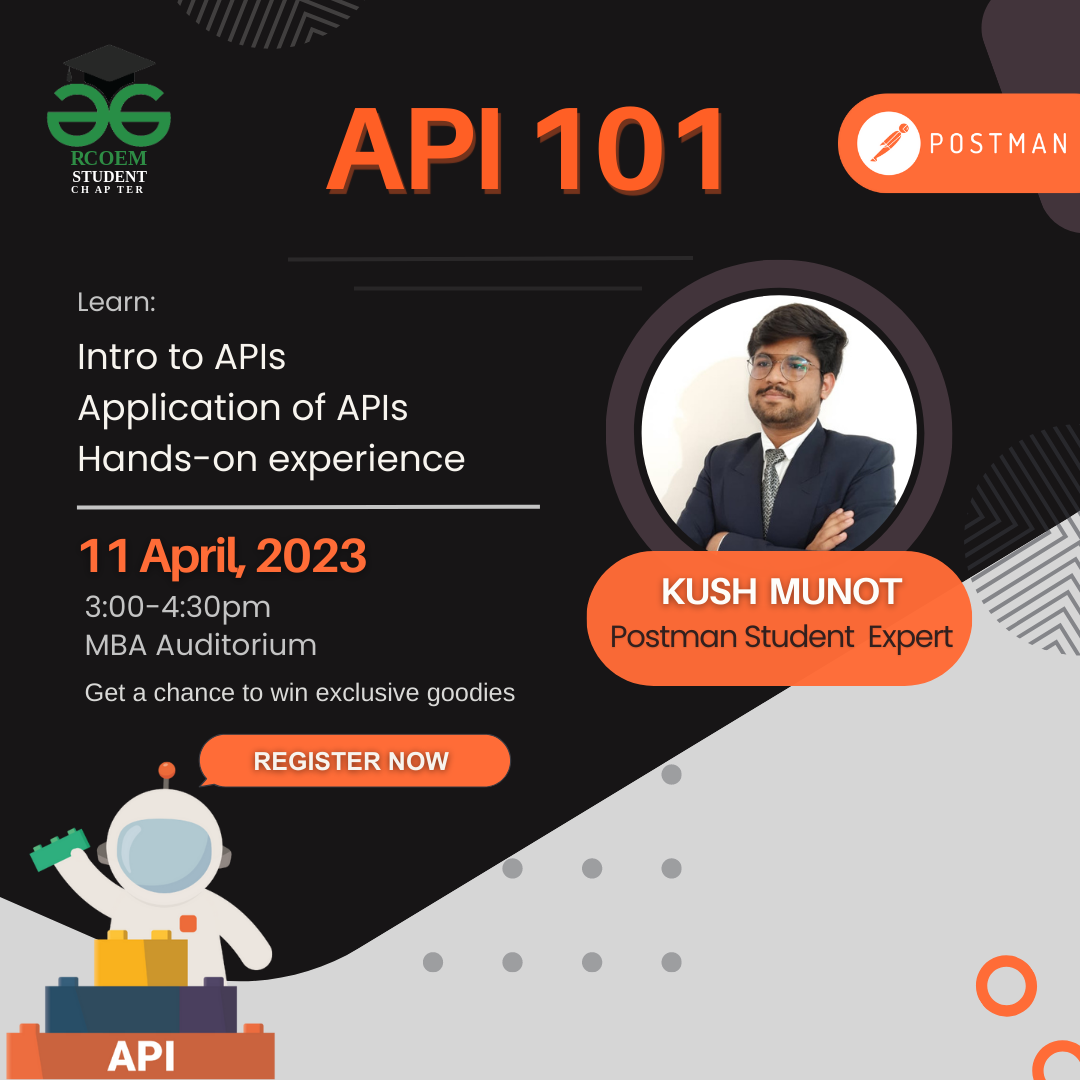 RCOEM
STUDENT
CHAPTER
API 101
POSTMAN
Learn:
Intro to APIs
Application of APIs
Hands-on experience
11 April, 2023
3:00-4:30pm
MBA Auditorium
Get a chance to win exclusive goodies
REGISTER NOW
KUSH MUNOT
Postman Student Expert
API